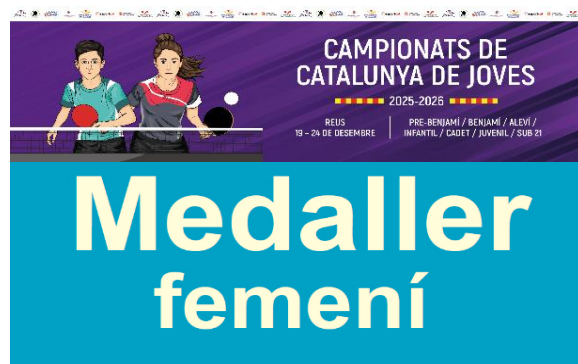 CAMPIONATS DE
CATALUNYA DE JOVES
2025-2026
REUS
19 – 24 DE DESEMBRE
PRE-BENJAMÍ / BENJAMÍ / ALEVÍ /
INFANTIL / CADET / JUVENIL / SUB 21
Medaller
femení